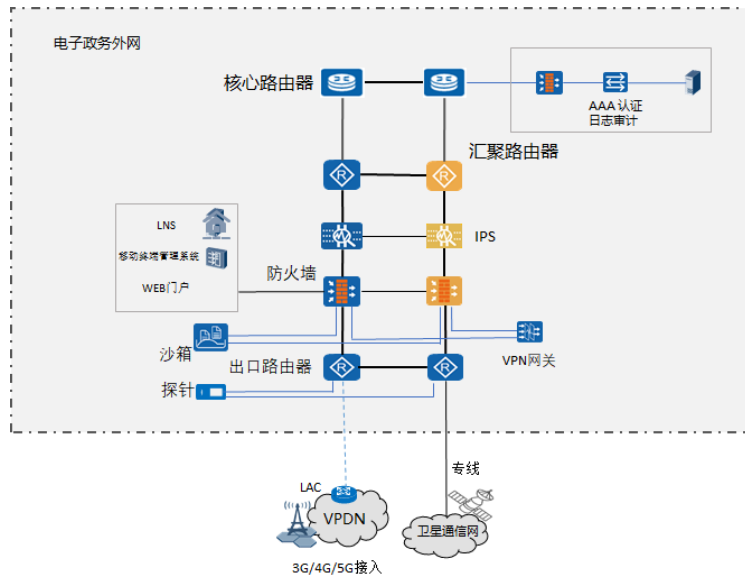 电子政务外网
核心路由器
AAA 认证
日志审计
汇聚路由器
R
R
LNS
移动终端管理系统
WEB门户
IPS
防火墙
沙箱
VPN网关
出口路由器
R
R
探针
专线
LAC
VPDN
卫星通信网
3G/4G/5G接入